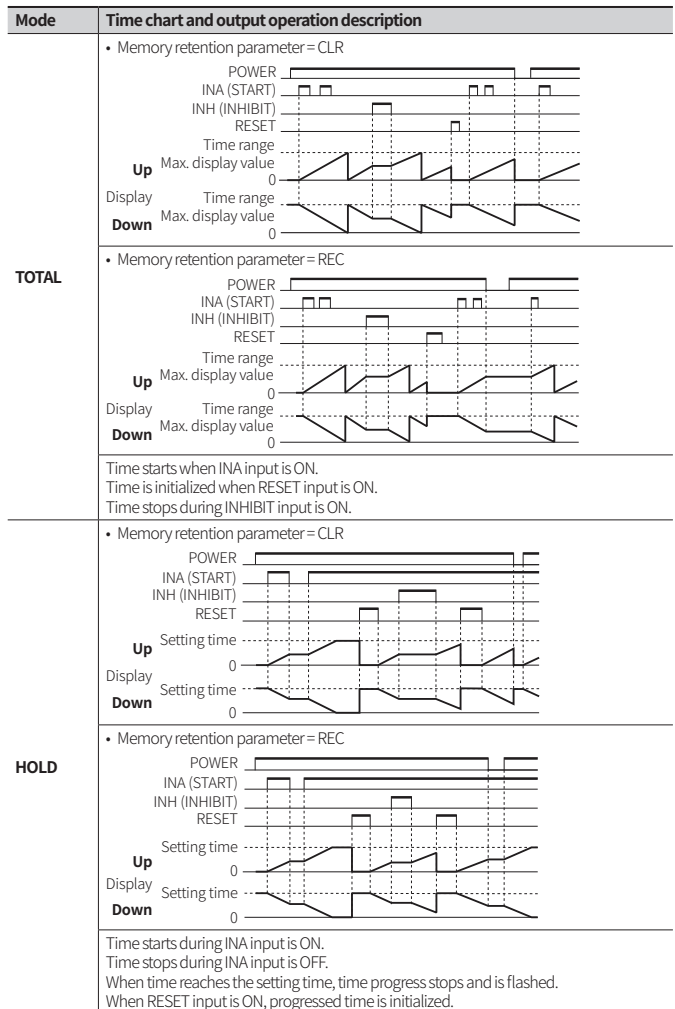 Mode Time chart and output operation description
• Memory retention parameter = CLR
POWER
INA (START)
INH (INHIBIT)
RESET
Time range
Up Max. display value
0
Display Time range
Down Max. display value
0
TOTAL
• Memory retention parameter = REC
POWER
INA (START)
INH (INHIBIT)
RESET
Time range
Up Max. display value
0
Display Time range
Down Max. display value
0
Time starts when INA input is ON.
Time is initialized when RESET input is ON.
Time stops during INHIBIT input is ON.
• Memory retention parameter = CLR
POWER
INA (START)
INH (INHIBIT)
RESET
Up Setting time
0
Display
Down Setting time
0
HOLD
• Memory retention parameter = REC
POWER
INA (START)
INH (INHIBIT)
RESET
Setting time
Up 0
Display Setting time
Down
0
Time starts during INA input is ON.
Time stops during INA input is OFF.
When time reaches the setting time, time progress stops and is flashed.
When RESET input is ON, progressed time is initialized.